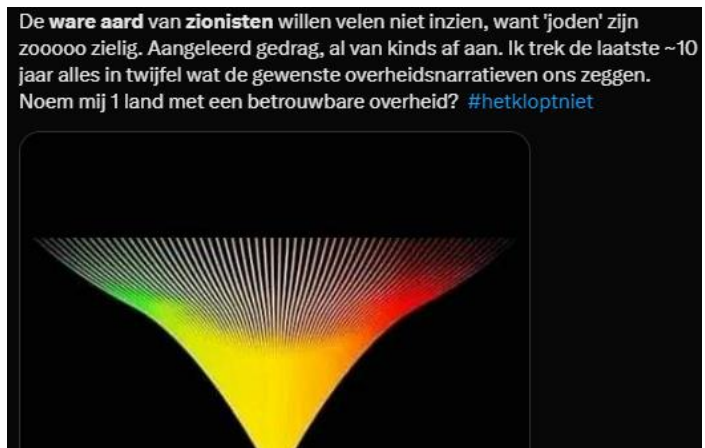 De ware aard van zionisten willen velen niet inzien, want 'joden' zijn
zooooo zielig. Aangeleerd gedrag, al van kinds af aan. Ik trek de laatste ~10
jaar alles in twijfel wat de gewenste overheidsnarratieven ons zeggen.
Noem mij 1 land met een betrouwbare overheid? #hetkloptniet